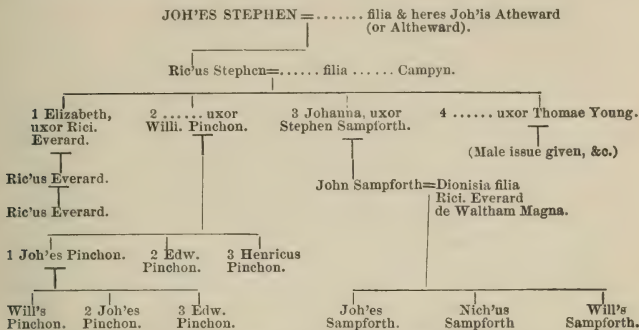 JOH'ES STEPHEN = ....... filia & heres Joh'is Atheward
(or Altheward).
Ric'us Stephen=...... filia ...... Campyn.
1 Elizabeth,
uxor Rici.
Everard.
2 ...... uxor
Willi. Pinchon.
3 Johanna, uxor
Stephen Sampforth.
4 ...... uxor Thomae Young.
(Male issue given, &c.)
Ric'us Everard.
Ric'us Everard.
John Sampforth=Dionisia filia
Rici. Everard
de Waltham Magna.
1 Joh'es Pinchon.
2 Edw.
Pinchon.
3 Henricus
Pinchon.
Will's
Pinchon.
2 Joh'es
Pinchon.
3 Edw.
Pinchon.
Joh'es
Sampforth.
Nich'us
Sampforth
Will's
Sampforth.